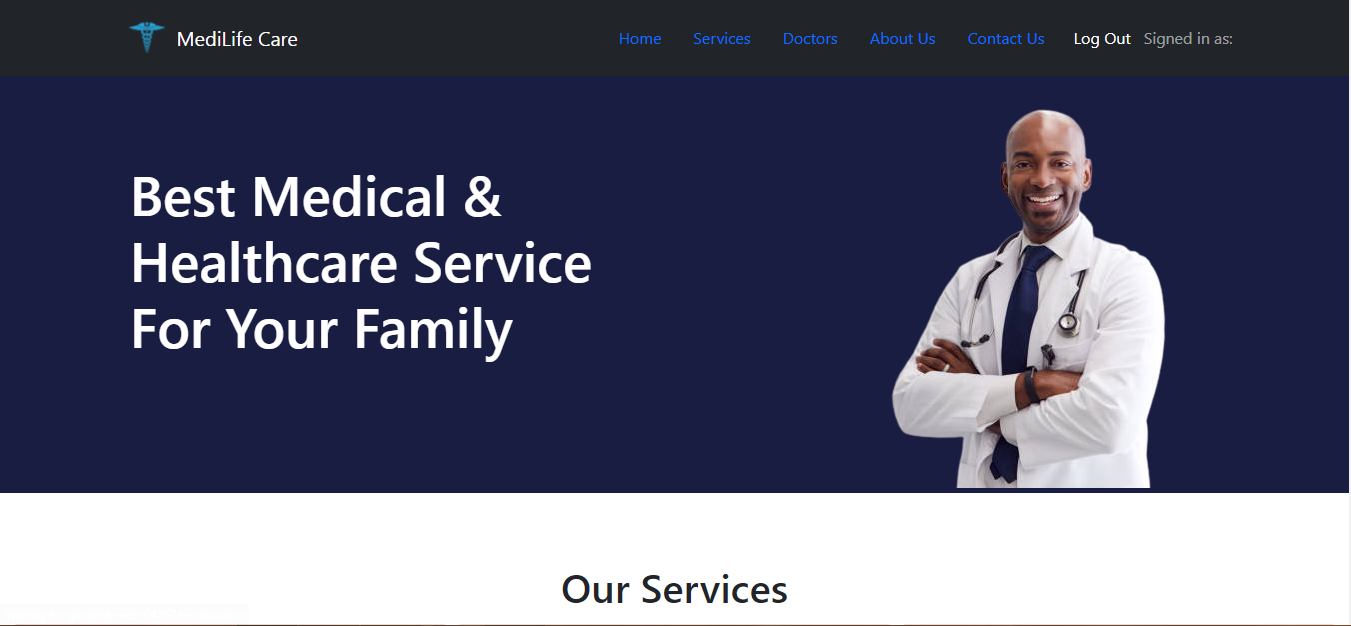 MediLife Care
Home Services Doctors About Us Contact Us Log Out Signed in as:
Best Medical &
Healthcare Service
For Your Family
Our Services